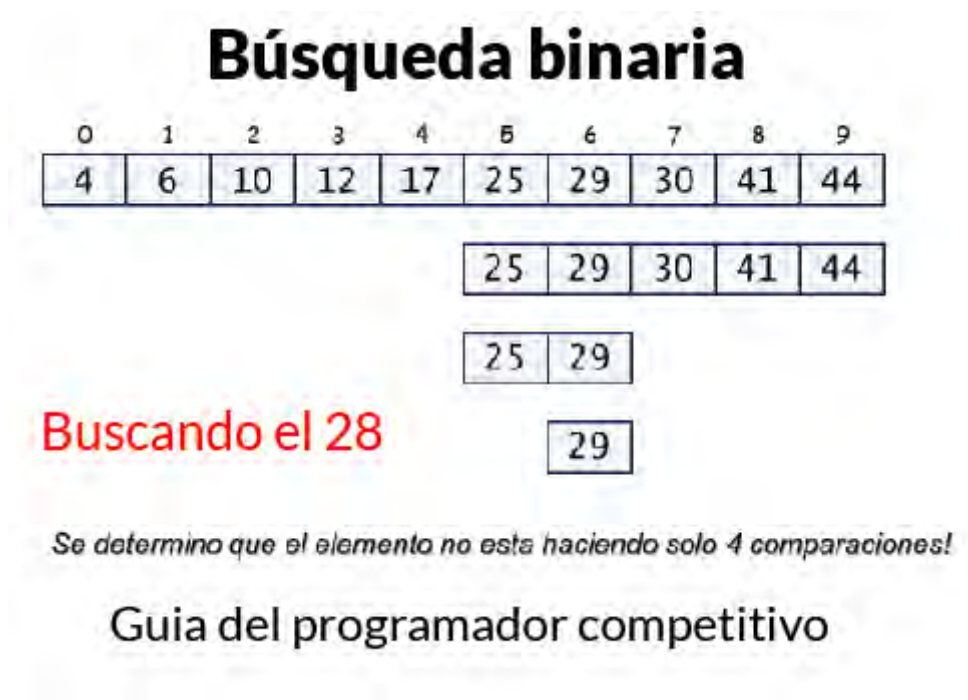 Búsqueda binaria
0 1 2 3 4 5 6 7 8 9
4 6 10 12 17 25 29 30 41 44
25 29 30 41 44
25 29
Buscando el 28
29
Se determino que el elemento no esta haciendo solo 4 comparaciones!
Guia del programador competitivo